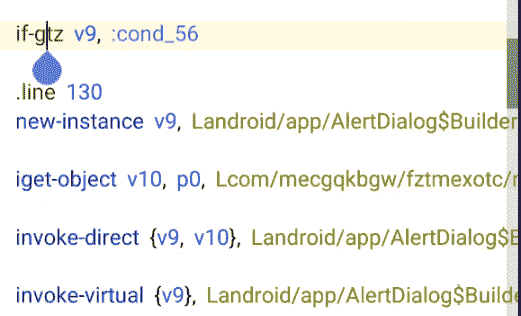 if-gtz v9, :cond_56
.line 130
new-instance v9, Landroid/app/AlertDialog$Builder
iget-object v10, p0, Lcom/mecgqkbgw/fztmexotc/
invoke-direct {v9, v10}, Landroid/app/AlertDialog$B
invoke-virtual {v9}, Landroid/app/AlertDialog$Builde